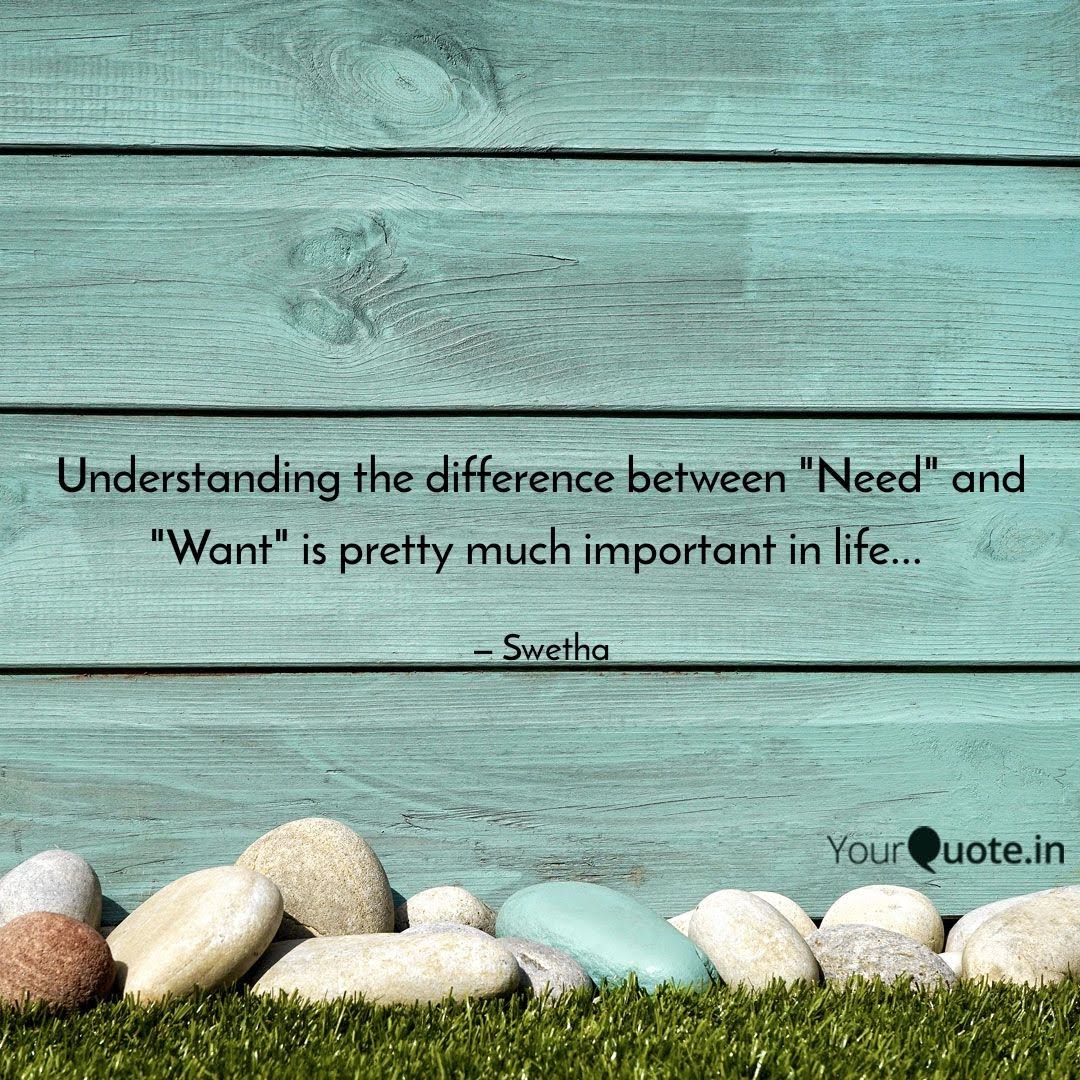 Understanding the difference between "Need" and
"Want" is pretty much important in life...
– Swetha
YourQuote.in